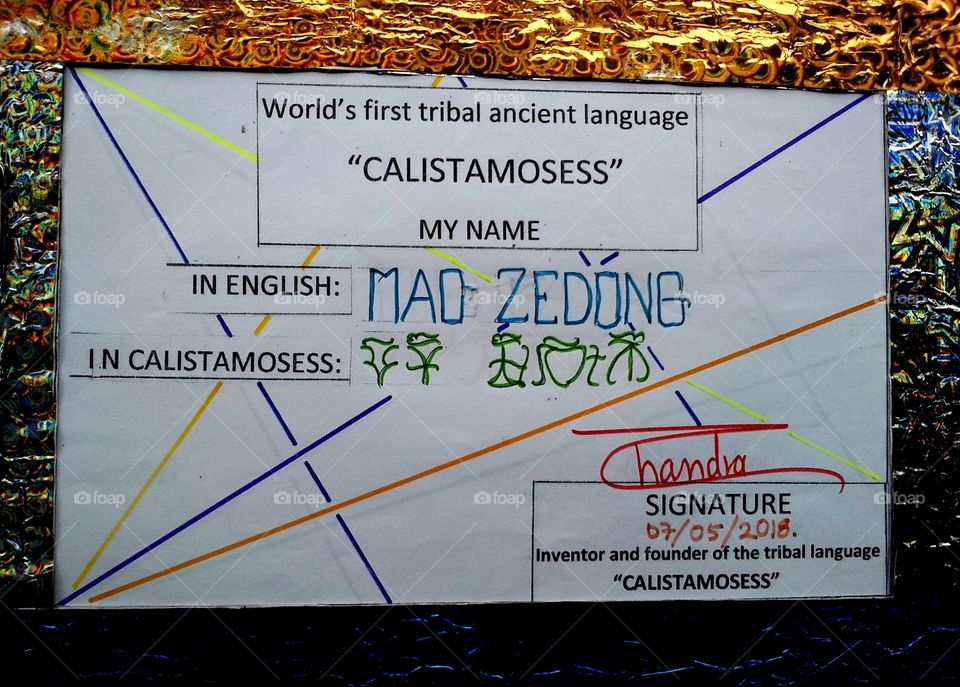 World's first tribal ancient language
"CALISTAMOSESS"
MY NAME
IN ENGLISH: MAO ZEDONG
IN CALISTAMOSESS:
Chandra
SIGNATURE
07/05/2018.
Inventor and founder of the tribal language
"CALISTAMOSESS"